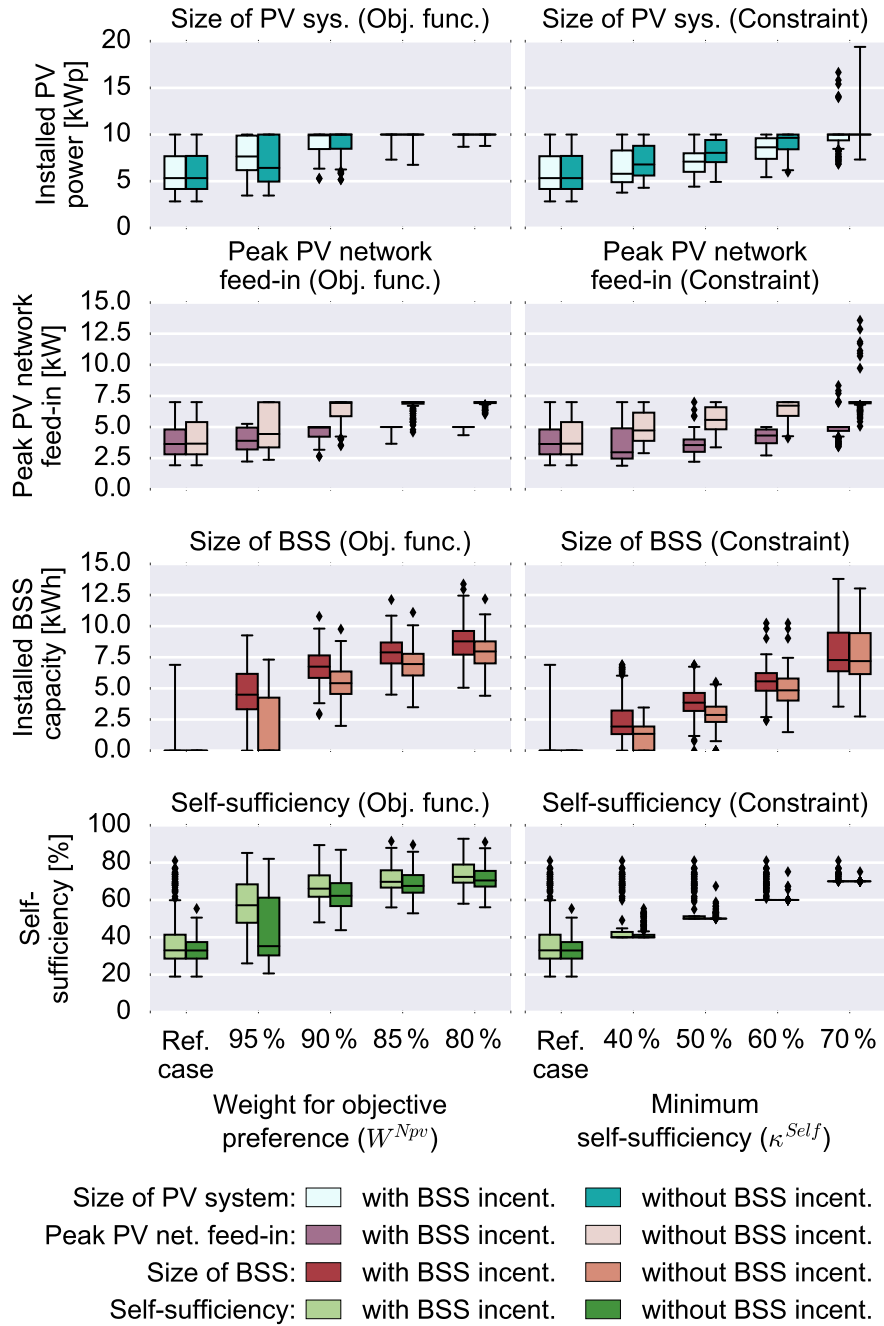 Size of PV sys. (Obj. func.)
Size of PV sys. (Constraint)
Installed PV
power [kWp]
20
15
10
5
0
Peak PV network
feed-in (Obj. func.)
Peak PV network
feed-in (Constraint)
Peak PV network
feed-in [kW]
15.0
12.5
10.0
7.5
5.0
2.5
0.0
Size of BSS (Obj. func.)
Size of BSS (Constraint)
Installed BSS
capacity [kWh]
15.0
12.5
10.0
7.5
5.0
2.5
0.0
Self-sufficiency (Obj. func.)
Self-sufficiency (Constraint)
Self-
sufficiency [%]
100
80
60
40
20
0
Ref.
case
95 %
90 %
85 %
80 %
Ref.
case
40 %
50 %
60 %
70 %
Weight for objective
preference (W^{Npv})
Minimum
self-sufficiency (κ^{Self})
Size of PV system: with BSS incent. without BSS incent.
Peak PV net. feed-in: with BSS incent. without BSS incent.
Size of BSS: with BSS incent. without BSS incent.
Self-sufficiency: with BSS incent. without BSS incent.